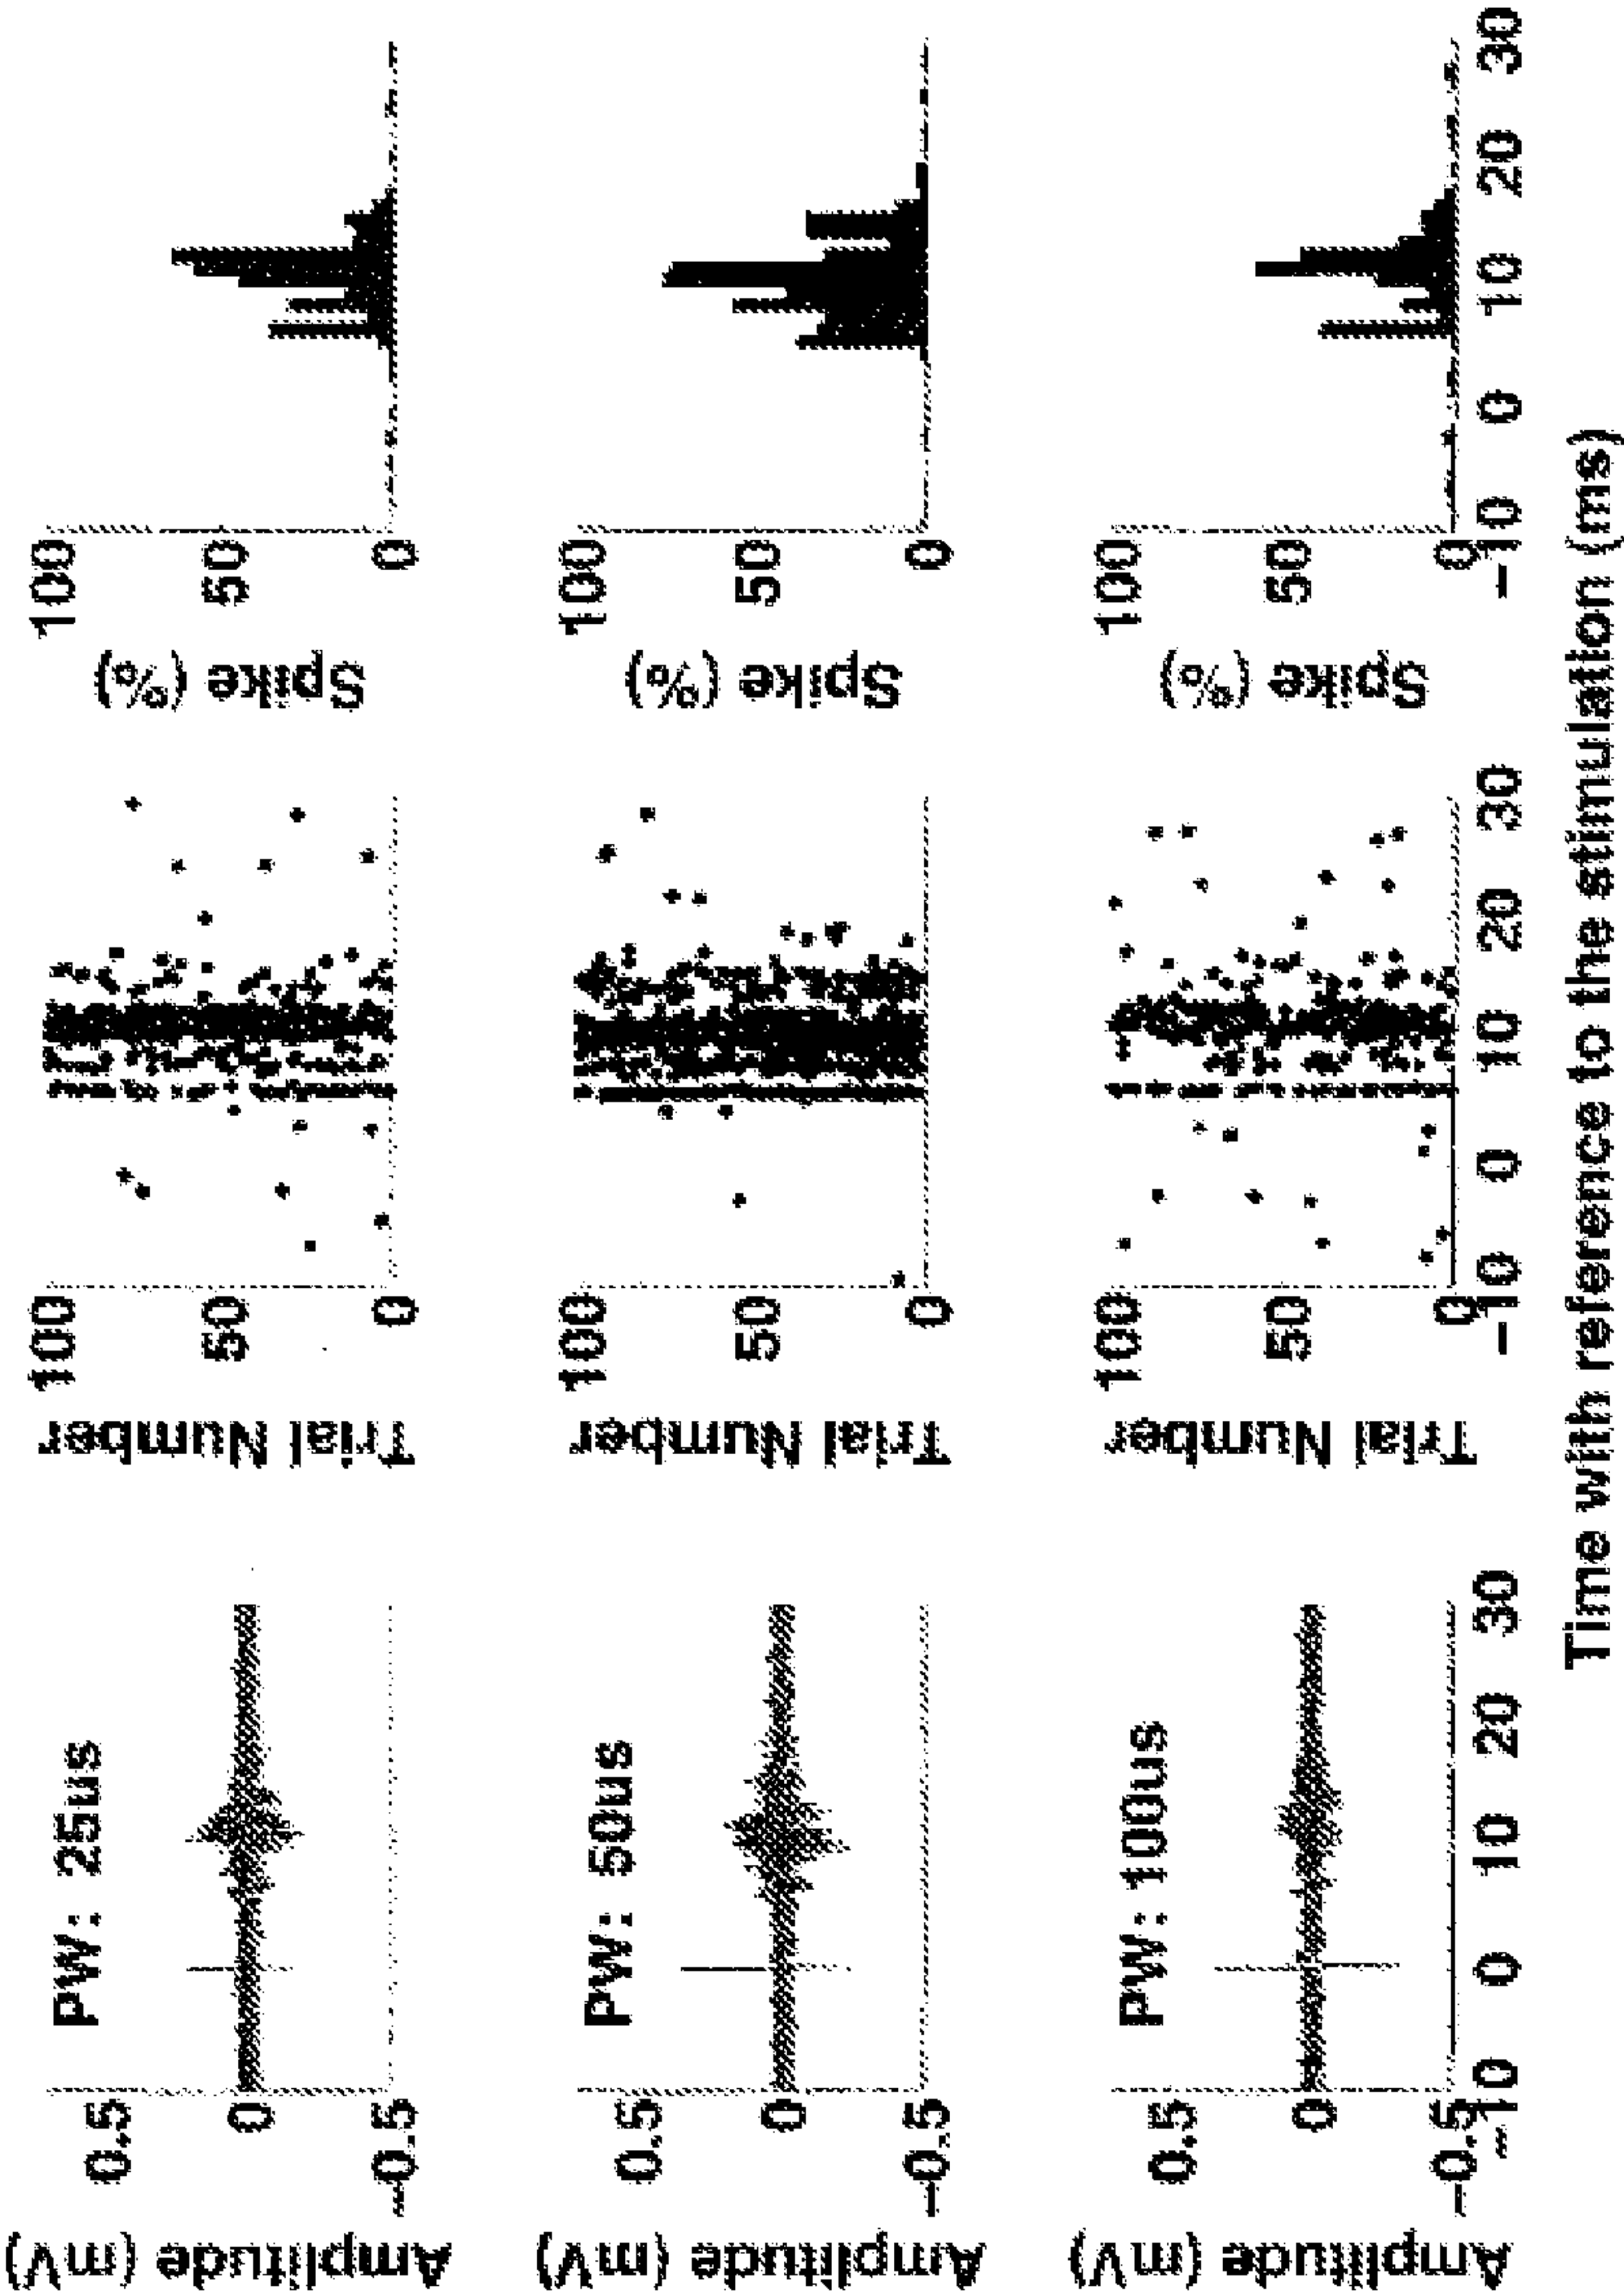 PW: 25us
Amplitude (mV)
0.5
0
-0.5
Trial Number
100
50
0
Spike (%)
100
50
0
PW: 50us
Amplitude (mV)
0.5
0
-0.5
Trial Number
100
50
0
Spike (%)
100
50
0
PW: 100us
Amplitude (mV)
0.5
0
-0.5
-10 0 10 20 30
Trial Number
100
50
0
-10 0 10 20 30
Spike (%)
100
50
0
-10 0 10 20 30
Time with reference to the stimulation (ms)